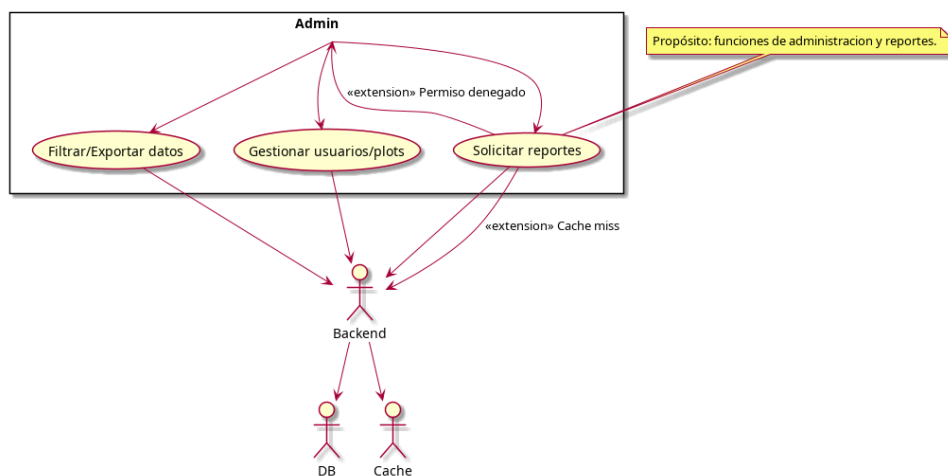 Admin
Propósito: funciones de administracion y reportes.
«extension» Permiso denegado
Filtrar/Exportar datos
Gestionar usuarios/plots
Solicitar reportes
«extension» Cache miss
Backend
DB
Cache